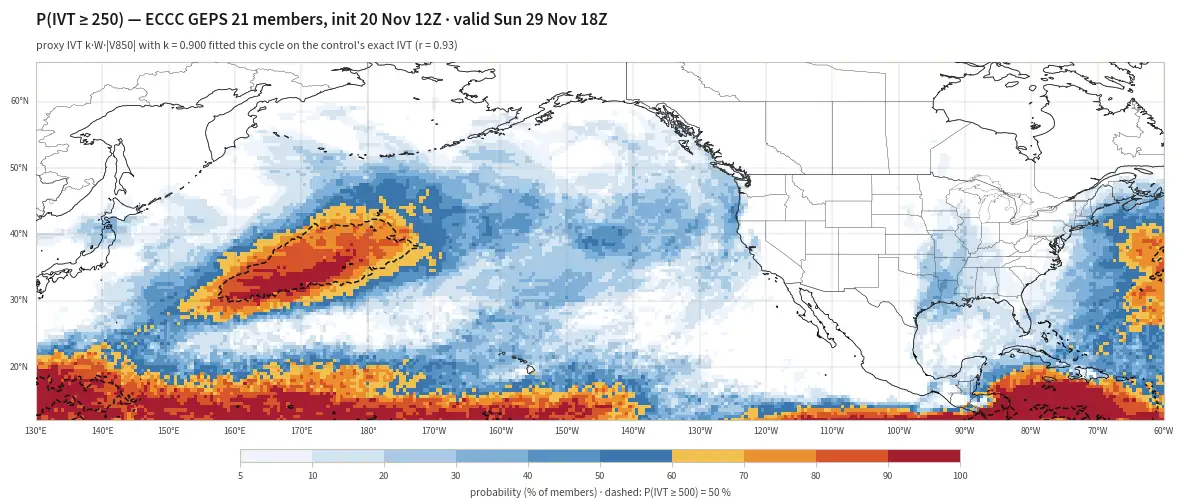 P(IVT ≥ 250) — ECCC GEPS 21 members, init 20 Nov 12Z · valid Sun 29 Nov 18Z
proxy IVT k·W·|V850| with k = 0.900 fitted this cycle on the control's exact IVT (r = 0.93)
60°N
50°N
40°N
30°N
20°N
130°E 140°E 150°E 160°E 170°E 180° 170°W 160°W 150°W 140°W 130°W 120°W 110°W 100°W 90°W 80°W 70°W 60°W
5 10 20 30 40 50 60 70 80 90 100
probability (% of members) · dashed: P(IVT ≥ 500) = 50 %